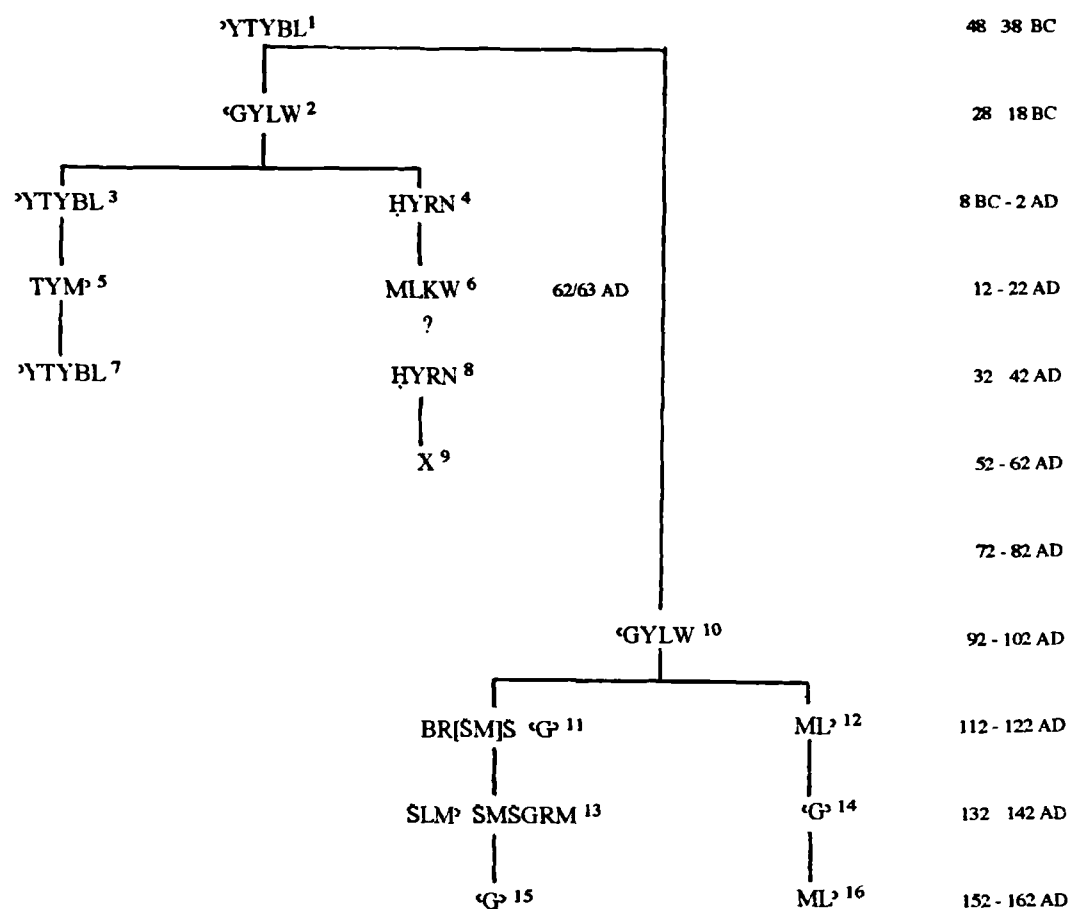 ʾYTYBL¹ 48 38 BC
ʿGYLW² 28 18 BC
ʾYTYBL³ ḤYRN⁴ 8 BC - 2 AD
TYMʾ⁵ MLKW⁶ 62/63 AD 12 - 22 AD
?
ʾYTYBL⁷ ḤYRN⁸ 32 42 AD
X⁹ 52 - 62 AD
72 - 82 AD
ʿGYLW¹⁰ 92 - 102 AD
BR[ŠM]Š ʿGʾ¹¹ MLʾ¹² 112 - 122 AD
ŠLMʾ ŠMŠGRM¹³ ʿGʾ¹⁴ 132 142 AD
ʿGʾ¹⁵ MLʾ¹⁶ 152 - 162 AD